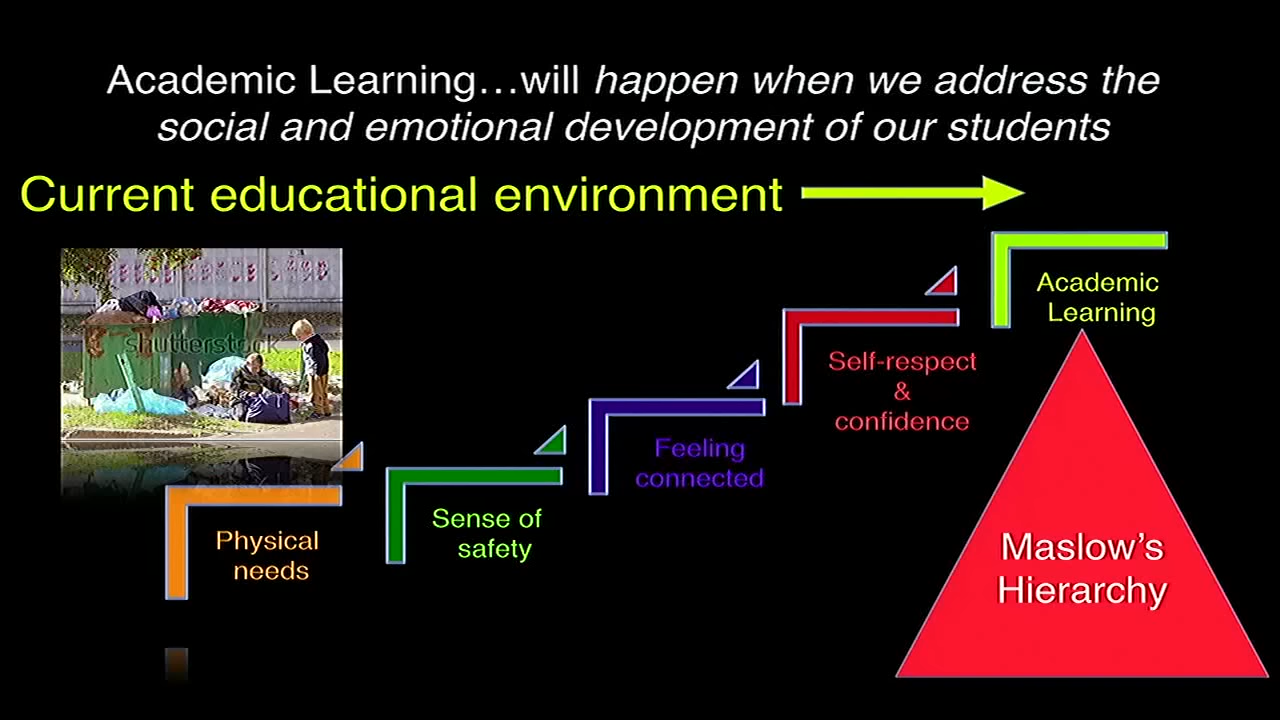 Academic Learning…will happen when we address the
social and emotional development of our students
Current educational environment
shutterstock
Academic
Learning
Self-respect
&
confidence
Feeling
connected
Sense of
safety
Physical
needs
Maslow’s
Hierarchy